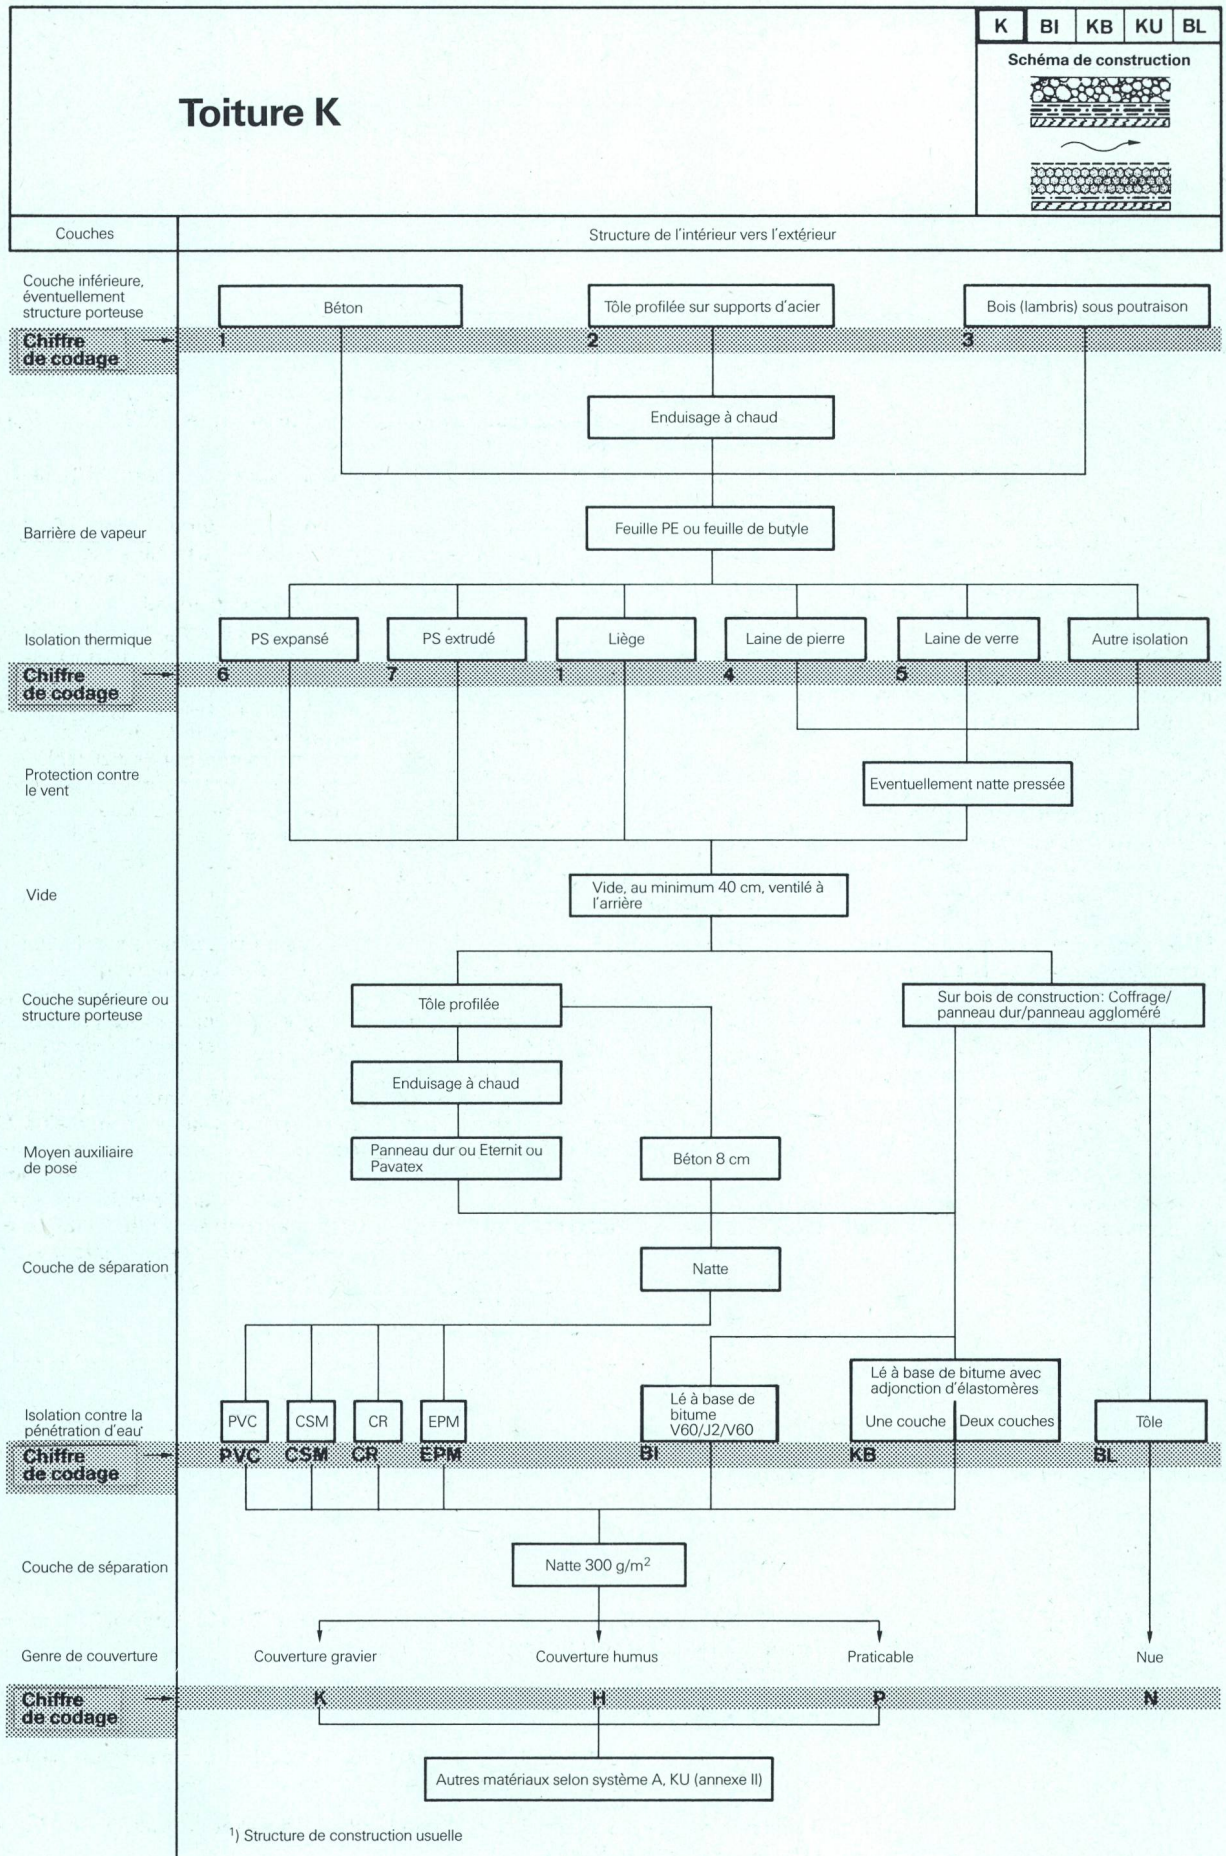 K BI KB KU BL
Schéma de construction
Toiture K
Couches
Structure de l'intérieur vers l'extérieur
Couche inférieure,
éventuellement
structure porteuse
Béton
Tôle profilée sur supports d'acier
Bois (lambris) sous poutraison
Chiffre
de codage
1 2 3
Enduisage à chaud
Barrière de vapeur
Feuille PE ou feuille de butyle
Isolation thermique
PS expansé
PS extrudé
Liège
Laine de pierre
Laine de verre
Autre isolation
Chiffre
de codage
6 7 1 4 5
Protection contre
le vent
Eventuellement natte pressée
Vide
Vide, au minimum 40 cm, ventilé à
l'arrière
Couche supérieure ou
structure porteuse
Tôle profilée
Sur bois de construction: Coffrage/
panneau dur/panneau aggloméré
Enduisage à chaud
Moyen auxiliaire
de pose
Panneau dur ou Eternit ou
Pavatex
Béton 8 cm
Couche de séparation
Natte
Isolation contre la
pénétration d'eau
PVC
CSM
CR
EPM
Lé à base de
bitume
V60/J2/V60
Lé à base de bitume avec
adjonction d'élastomères
Une couche
Deux couches
Tôle
Chiffre
de codage
PVC CSM CR EPM BI KB BL
Couche de séparation
Natte 300 g/m²
Genre de couverture
Couverture gravier
Couverture humus
Praticable
Nue
Chiffre
de codage
K H P N
Autres matériaux selon système A, KU (annexe II)
¹) Structure de construction usuelle